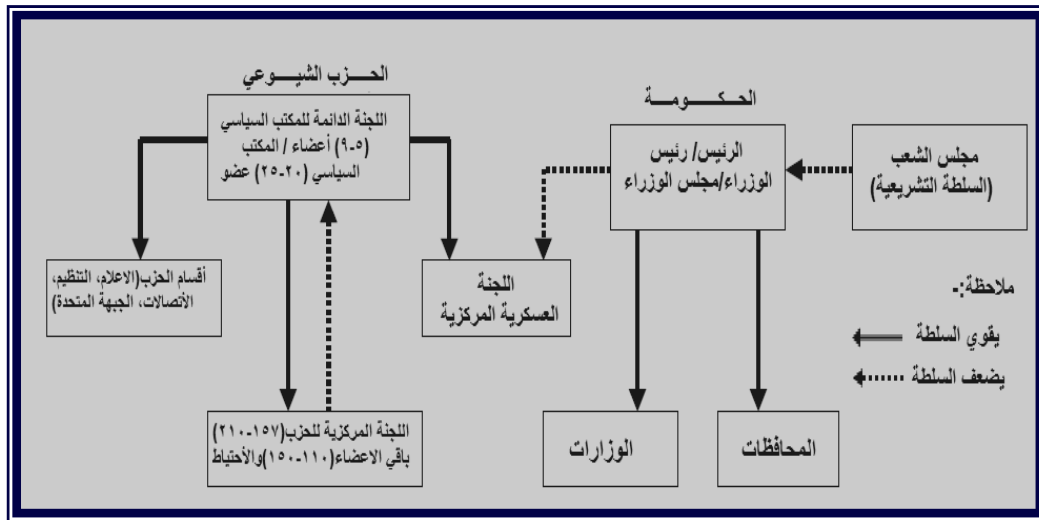 الحـــزب الشيـــوعي
اللجنة الدائمة للمكتب السياسي
(٥-٩) أعضاء / المكتب
السياسي (٢٠-٢٥) عضو
أقسام الحزب(الاعلام، التنظيم،
الأتصالات، الجبهة المتحدة)
اللجنة المركزية للحزب(١٥٧-٢١٠)
باقي الاعضاء(١١٠-١٥٠)والأحتياط
اللجنة
العسكرية المركزية
الحـكـــومـــة
الرئيس/ رئيس
الوزراء/مجلس الوزراء
الوزارات
المحافظات
مجلس الشعب
(السلطة التشريعية)
ملاحظة:-
يقوي السلطة
يضعف السلطة